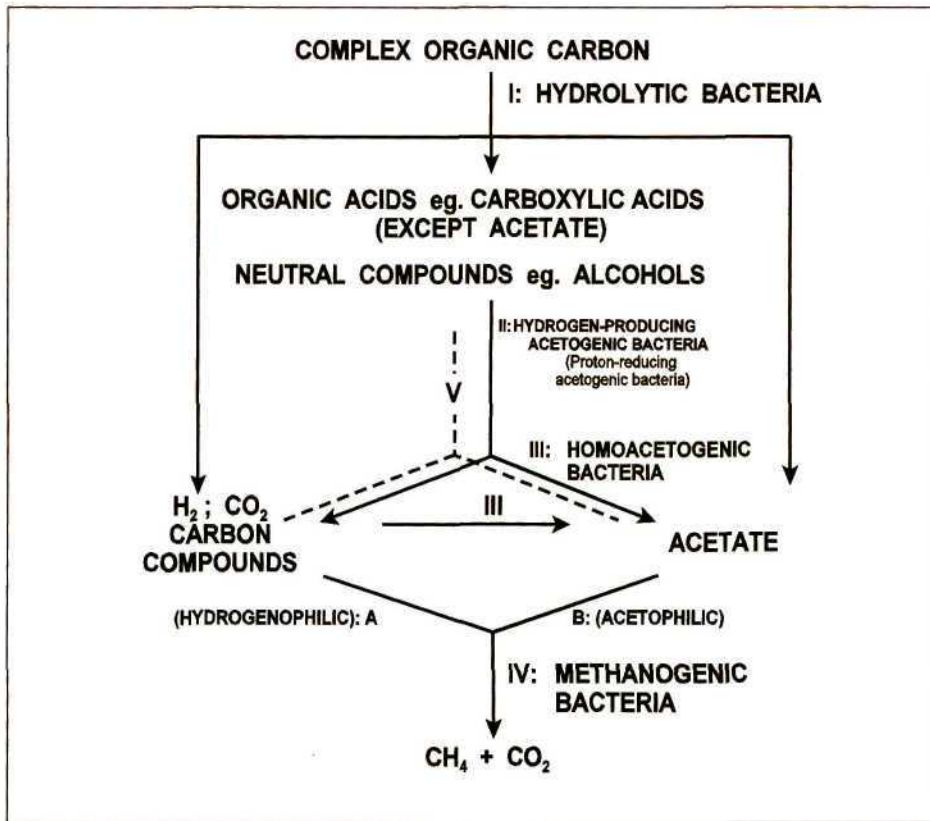 COMPLEX ORGANIC CARBON
I: HYDROLYTIC BACTERIA
ORGANIC ACIDS eg. CARBOXYLIC ACIDS
(EXCEPT ACETATE)
NEUTRAL COMPOUNDS eg. ALCOHOLS
II: HYDROGEN-PRODUCING
ACETOGENIC BACTERIA
(Proton-reducing
acetogenic bacteria)
V
III: HOMOACETOGENIC
BACTERIA
H₂ ; CO₂
CARBON
COMPOUNDS
III
ACETATE
(HYDROGENOPHILIC): A
B: (ACETOPHILIC)
IV: METHANOGENIC
BACTERIA
CH₄ + CO₂